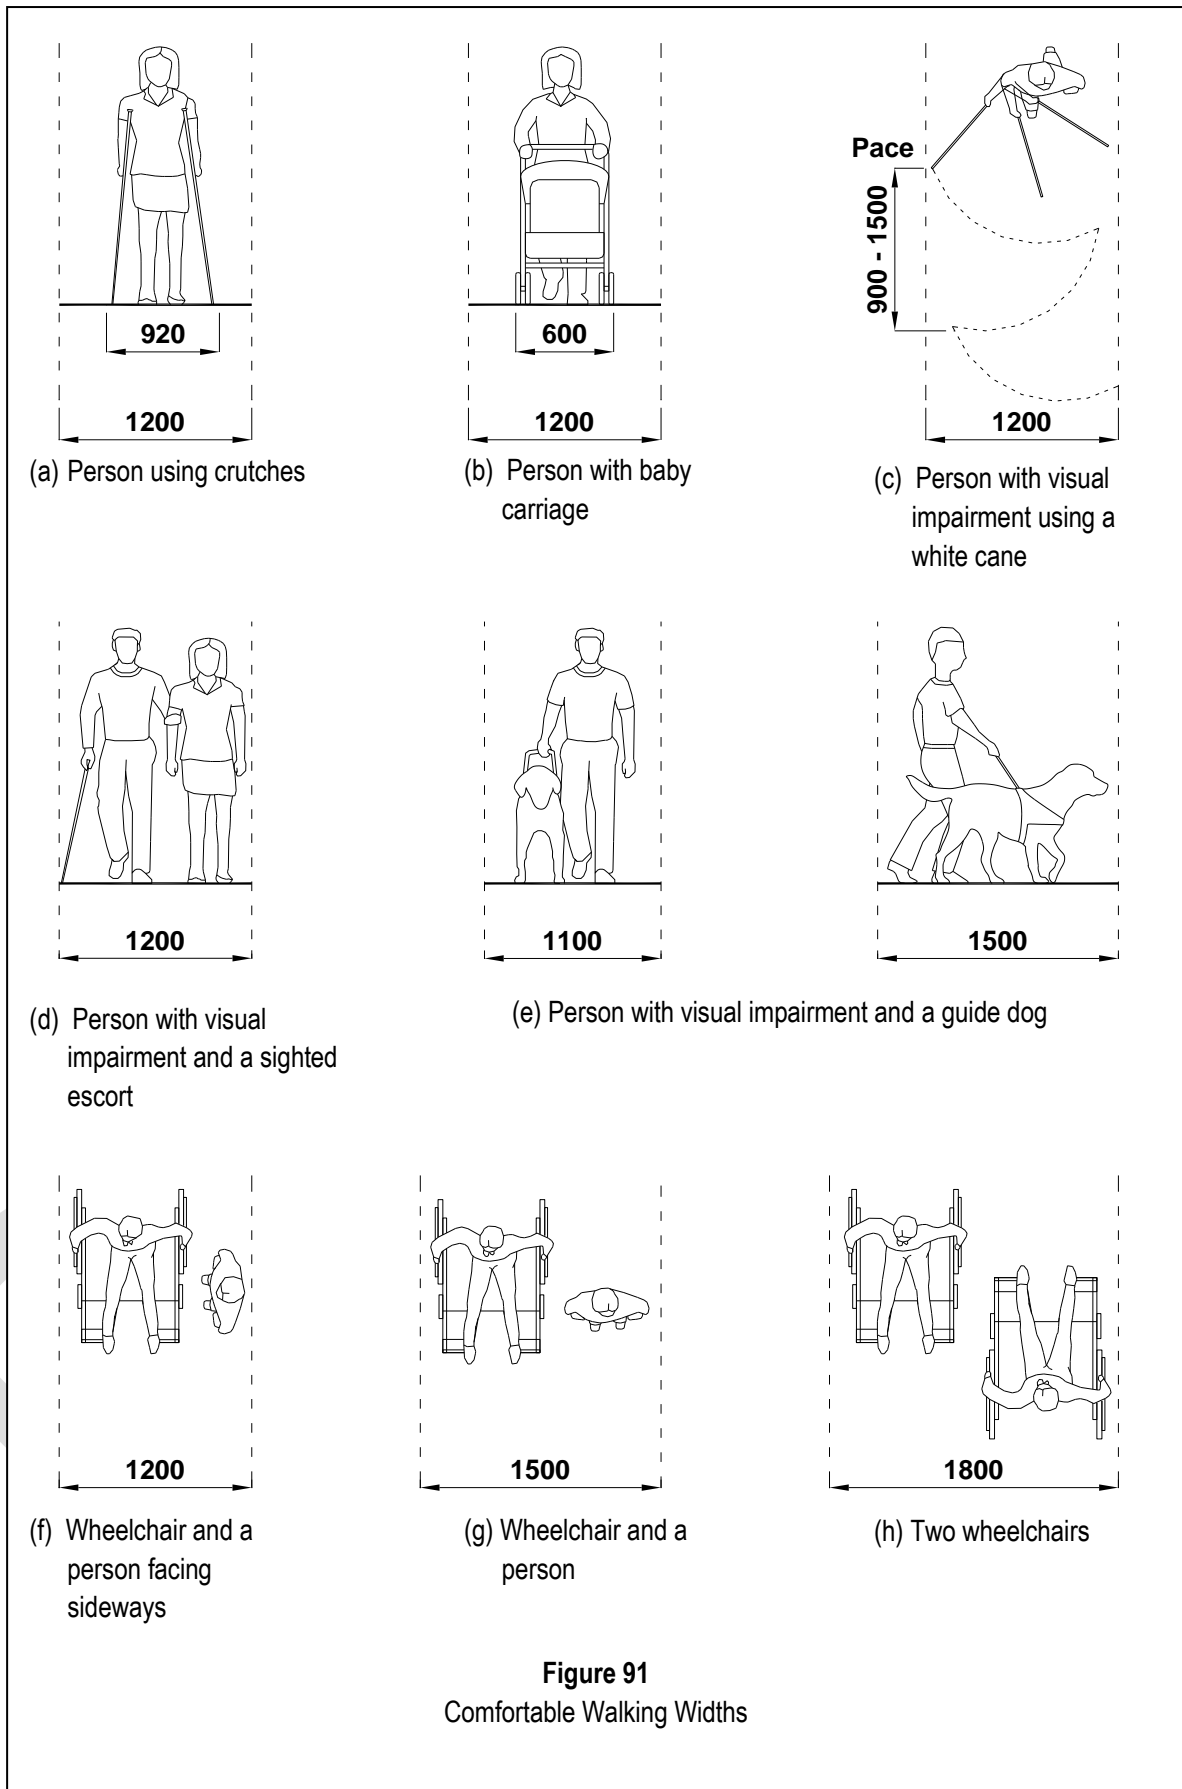 Pace
900 - 1500
920
600
1200
1200
1200
(a) Person using crutches
(b) Person with baby
carriage
(c) Person with visual
impairment using a
white cane
1200
1100
1500
(d) Person with visual
impairment and a sighted
escort
(e) Person with visual impairment and a guide dog
1200
1500
1800
(f) Wheelchair and a
person facing
sideways
(g) Wheelchair and a
person
(h) Two wheelchairs
Figure 91
Comfortable Walking Widths